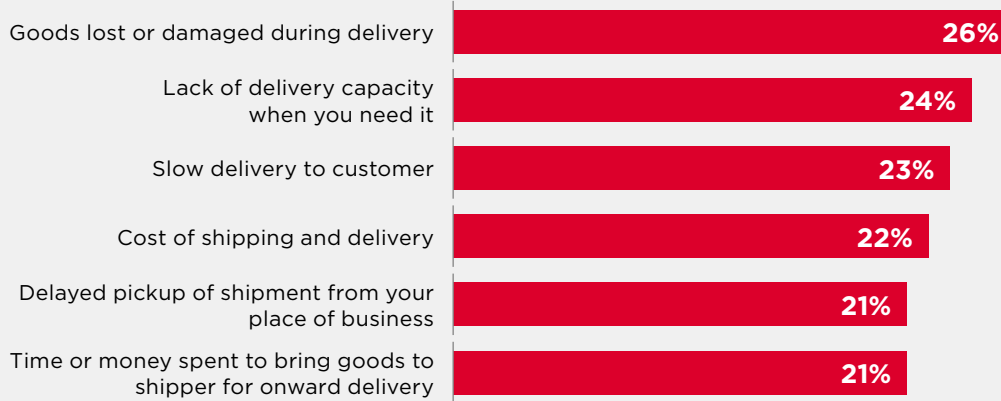 Goods lost or damaged during delivery
26%
Lack of delivery capacity
when you need it
24%
Slow delivery to customer
23%
Cost of shipping and delivery
22%
Delayed pickup of shipment from your
place of business
21%
Time or money spent to bring goods to
shipper for onward delivery
21%